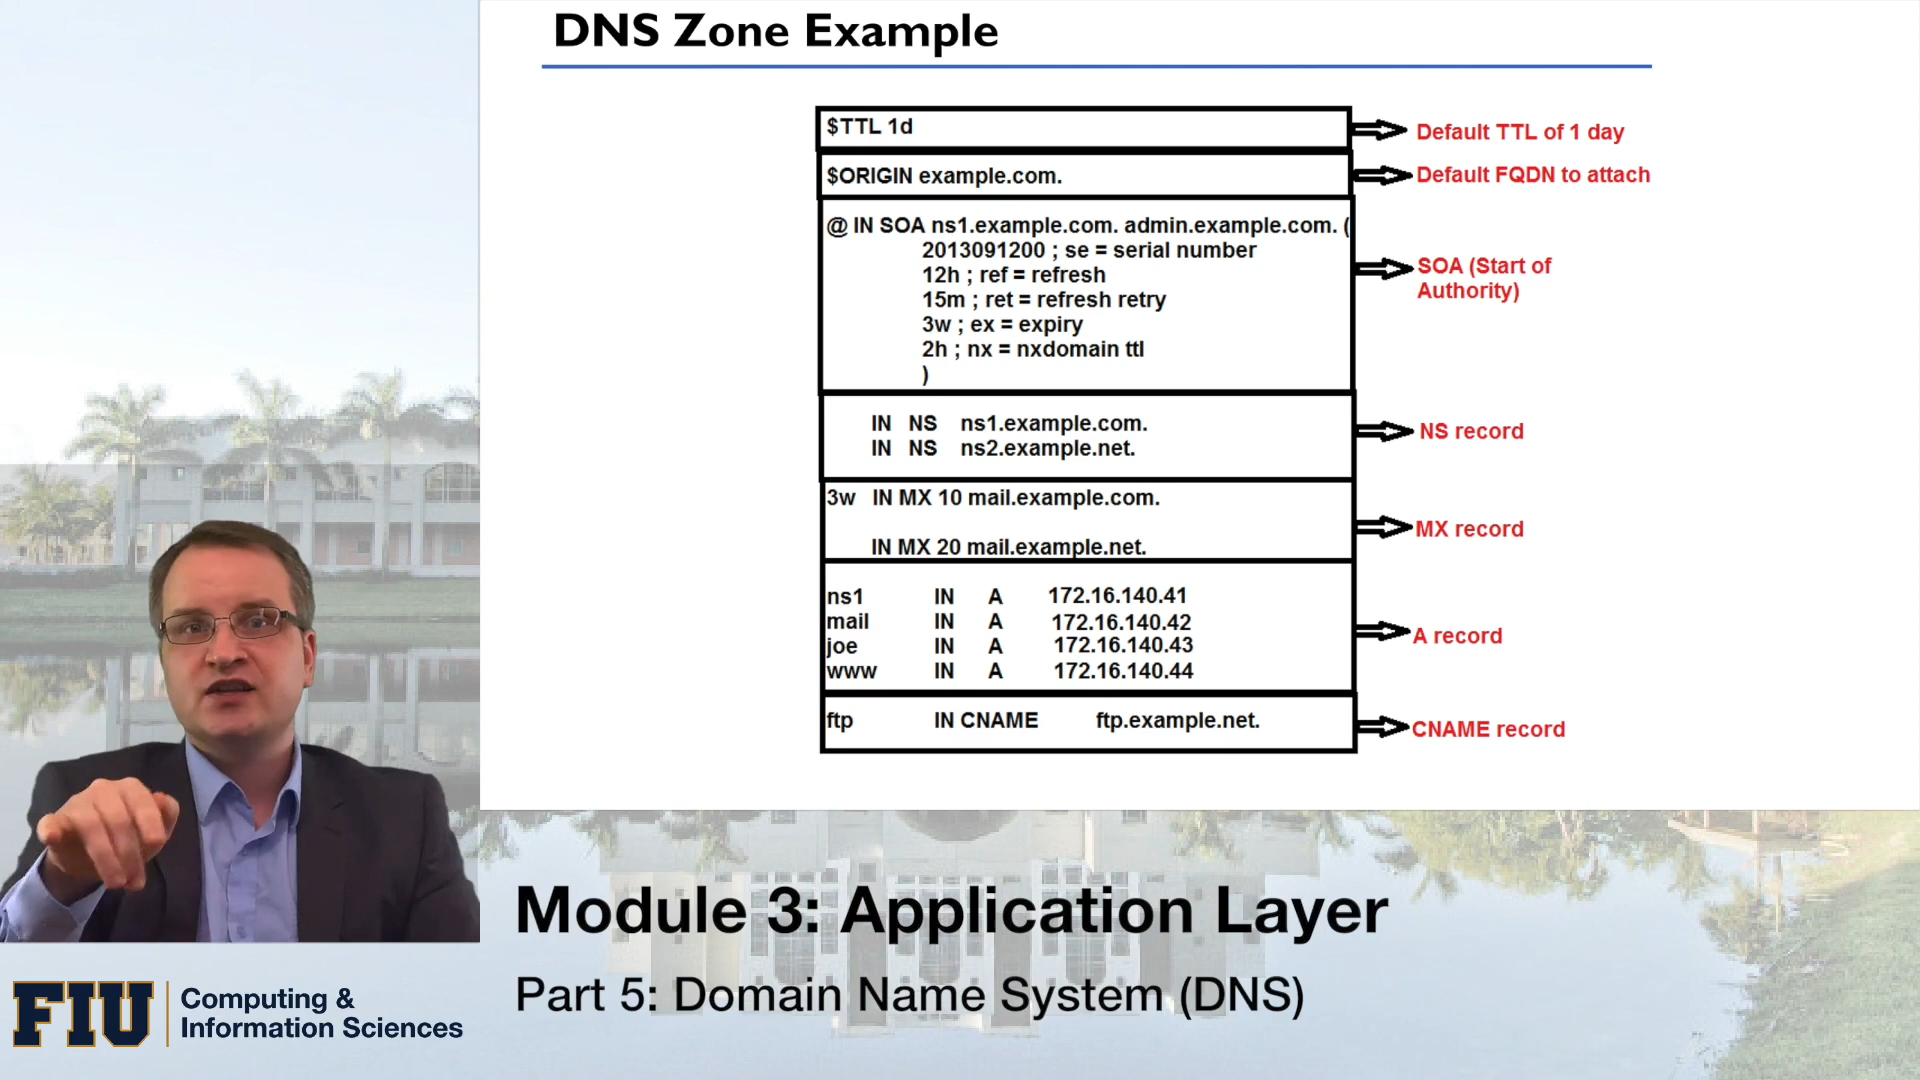 DNS Zone Example
$TTL 1d
Default TTL of 1 day
$ORIGIN example.com.
Default FQDN to attach
@ IN SOA ns1.example.com. admin.example.com. (
2013091200 ; se = serial number
12h ; ref = refresh
15m ; ret = refresh retry
3w ; ex = expiry
2h ; nx = nxdomain ttl
)
SOA (Start of
Authority)
IN NS ns1.example.com.
IN NS ns2.example.net.
NS record
3w IN MX 10 mail.example.com.
IN MX 20 mail.example.net.
MX record
ns1 IN A 172.16.140.41
mail IN A 172.16.140.42
joe IN A 172.16.140.43
www IN A 172.16.140.44
A record
ftp IN CNAME ftp.example.net.
CNAME record
Module 3: Application Layer
Part 5: Domain Name System (DNS)
FIU
Computing &
Information Sciences